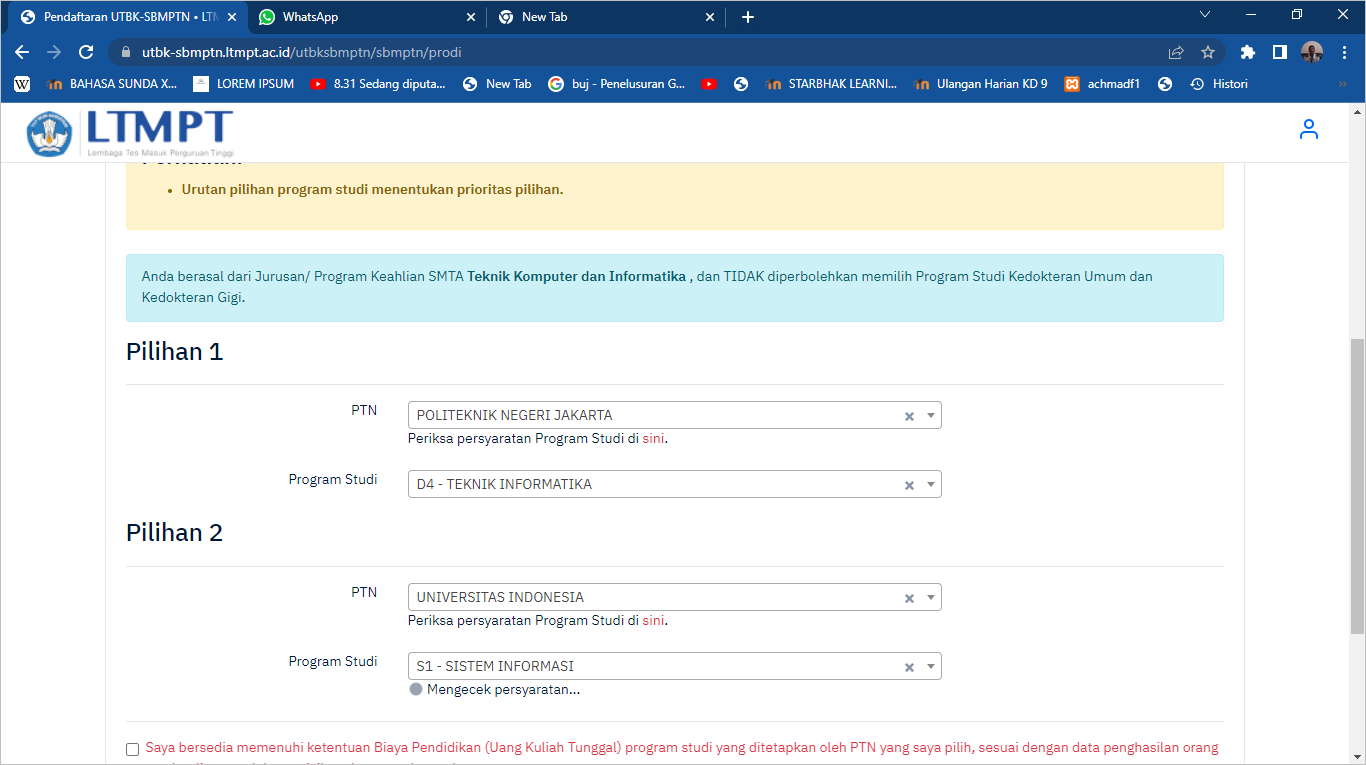 Pendaftaran UTBK-SBMPTN • LTM
WhatsApp
New Tab
utbk-sbmptn.ltmpt.ac.id/utbksbmptn/sbmptn/prodi
W BAHASA SUNDA X... LOREM IPSUM 8.31 Sedang diputa... New Tab buj - Penelusuran G... STARBHAK LEARNI... Ulangan Harian KD 9 achmadf1 Histori »
LTMPT
Lembaga Tes Masuk Perguruan Tinggi
• Urutan pilihan program studi menentukan prioritas pilihan.
Anda berasal dari Jurusan/ Program Keahlian SMTA Teknik Komputer dan Informatika , dan TIDAK diperbolehkan memilih Program Studi Kedokteran Umum dan
Kedokteran Gigi.
Pilihan 1
PTN
POLITEKNIK NEGERI JAKARTA
Periksa persyaratan Program Studi di sini.
Program Studi
D4 - TEKNIK INFORMATIKA
Pilihan 2
PTN
UNIVERSITAS INDONESIA
Periksa persyaratan Program Studi di sini.
Program Studi
S1 - SISTEM INFORMASI
Mengecek persyaratan...
Saya bersedia memenuhi ketentuan Biaya Pendidikan (Uang Kuliah Tunggal) program studi yang ditetapkan oleh PTN yang saya pilih, sesuai dengan data penghasilan orang